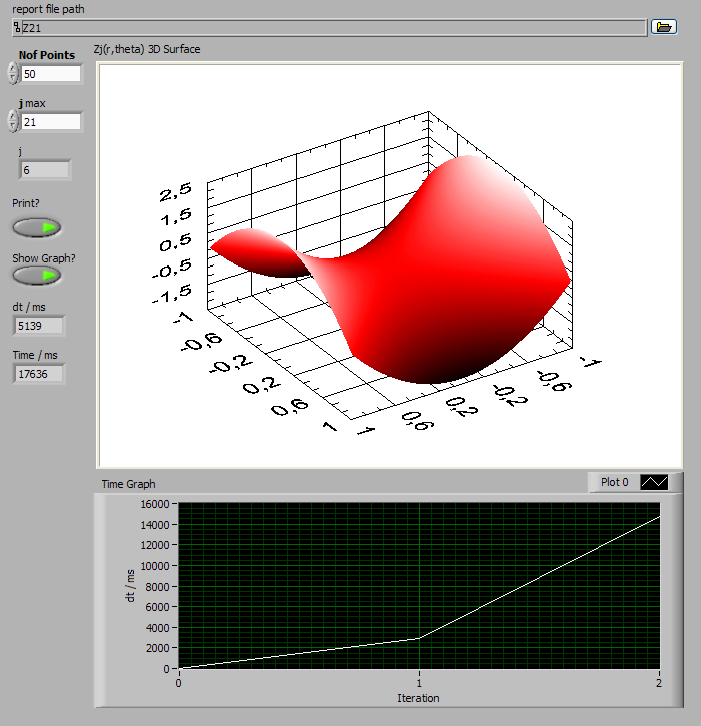 report file path
Z21
Nof Points
50
j max
21
j
6
Print?
Show Graph?
dt / ms
5139
Time / ms
17636
Zj(r,theta) 3D Surface
2,5
1,5
0,5
-0,5
-1,5
-1
-0,6
-0,2
0,2
0,6
1
1
0,6
0,2
-0,2
-0,6
-1
Time Graph
Plot 0
16000
14000
12000
10000
8000
6000
4000
2000
0
dt / ms
0 1 2
Iteration